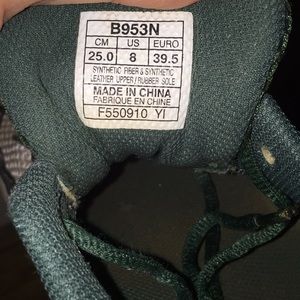 B953N
CM US EURO
25.0 8 39.5
SYNTHETIC FIBER & SYNTHETIC
LEATHER UPPER / RUBBER SOLE
MADE IN CHINA
FABRIQUE EN CHINE
F550910 YI